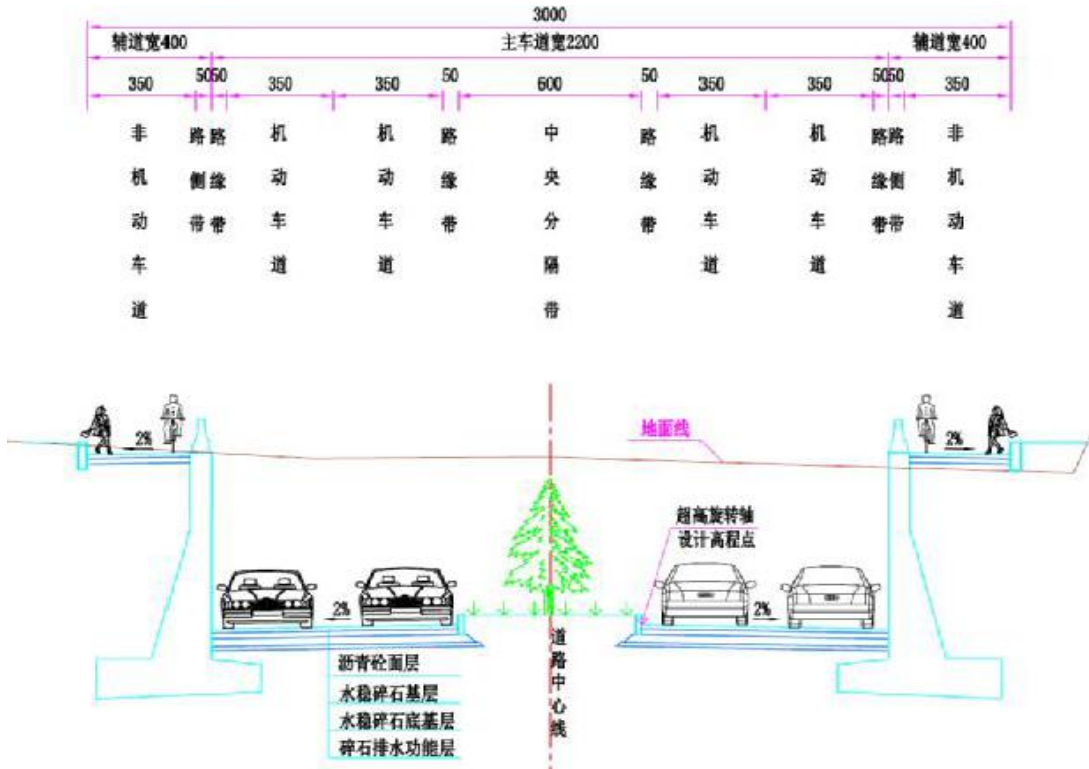 3000
辅道宽400
主车道宽2200
辅道宽400
350
50
50
350
350
50
600
50
350
350
50
50
350
非机动车道
路侧带
路缘带
机动车道
机动车道
路缘带
中央分隔带
路缘带
机动车道
机动车道
路缘带
路侧带
非机动车道
地面线
2%
2%
超高旋转轴
设计高程点
2%
2%
沥青砼面层
水稳碎石基层
水稳碎石底基层
碎石排水功能层
道路中心线